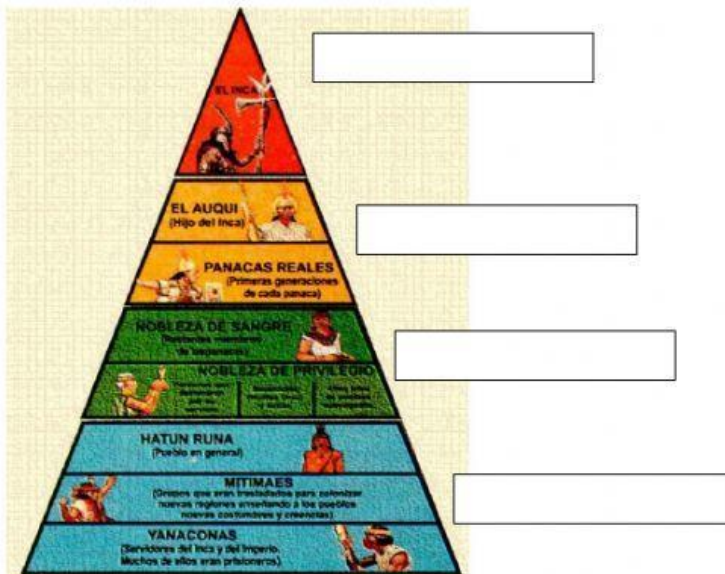 EL INCA
EL AUQUI
(Hijo del Inca)
PANACAS REALES
(Primeras generaciones
de cada panaca)
NOBLEZA DE SANGRE
(Restantes miembros
NOBLEZA DE PRIVILEGIO
HATUN RUNA
(Pueblo en general)
MITIMAES
(Grupos que eran trasladados para colonizar
nuevas regiones enseñando a los pueblos
nuevas costumbres y creencias)
YANACONAS
(Servidores del Inca y del Imperio.
Muchos de ellos eran prisioneros)